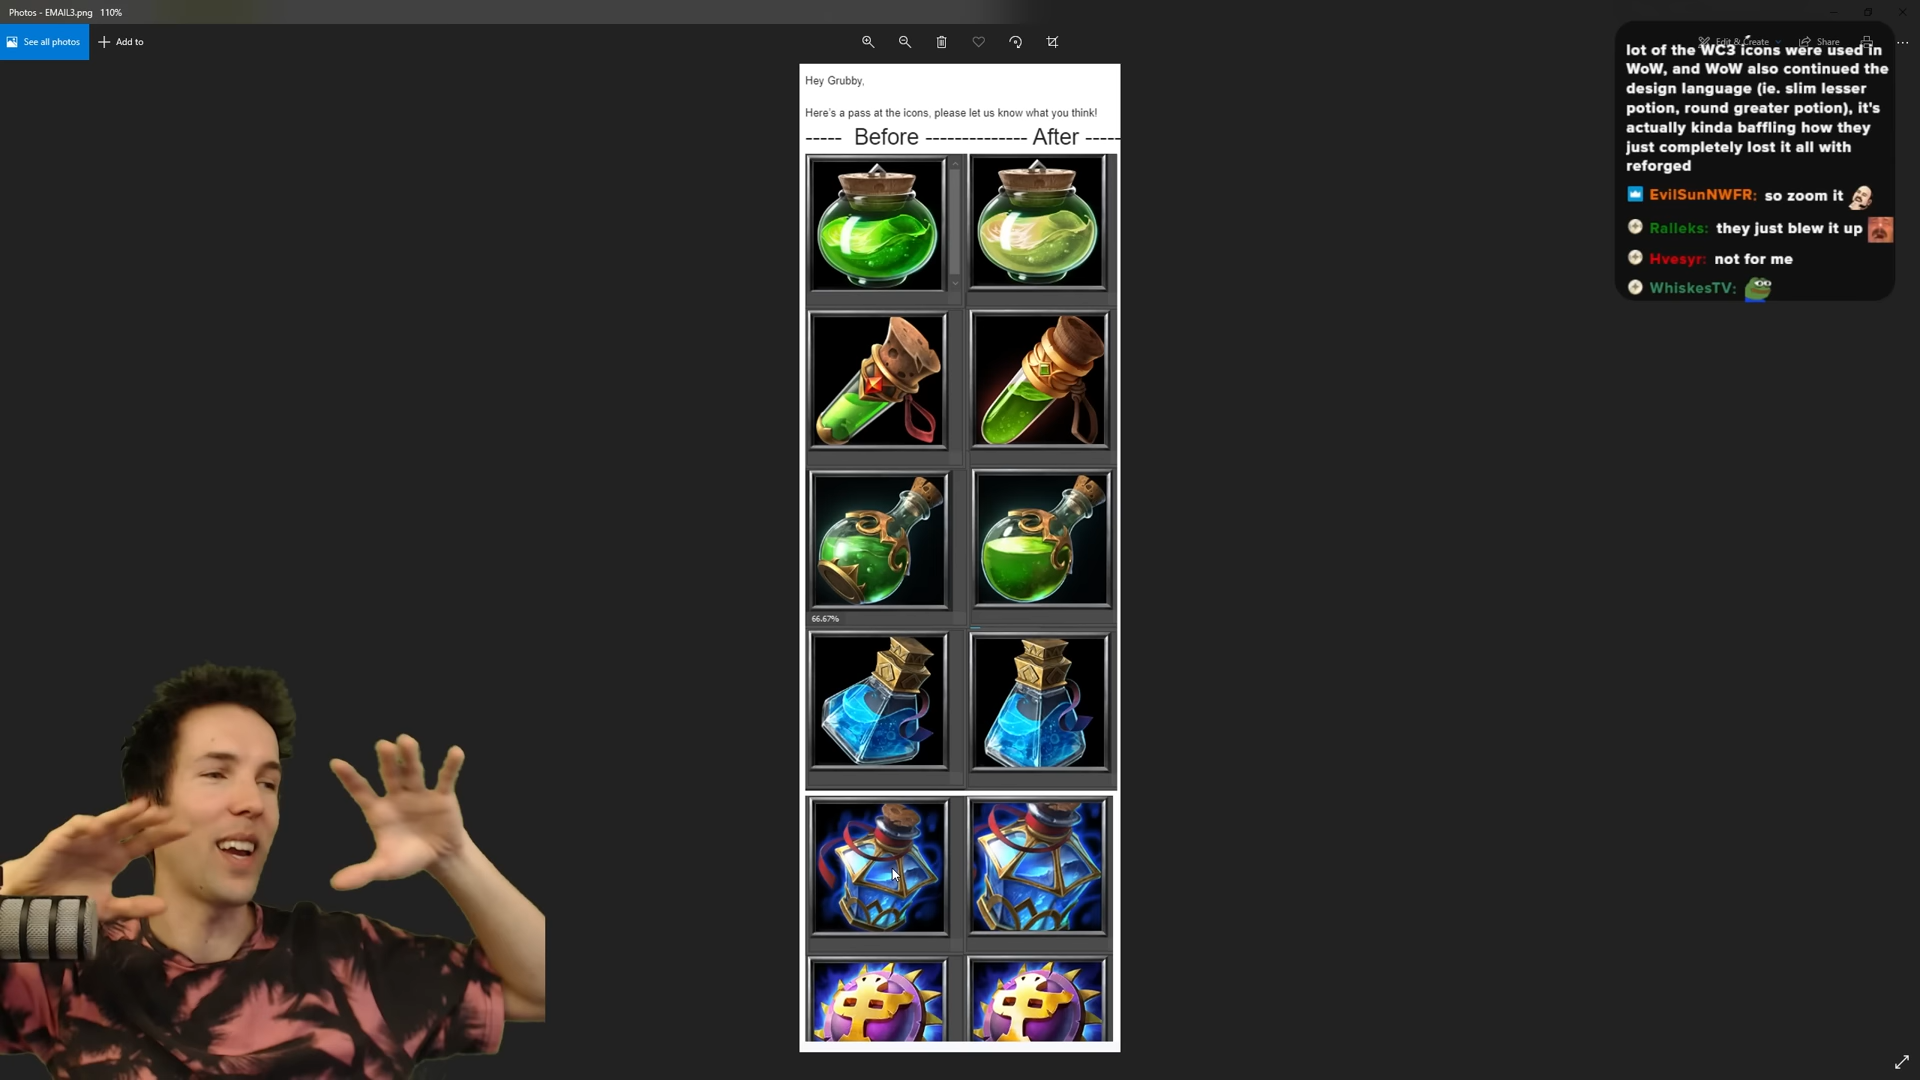 Photos - EMAIL3.png 110%
See all photos
Add to
Edit & Create
Share
Hey Grubby,
Here's a pass at the icons, please let us know what you think!
----- Before -------------- After -----
66.67%
lot of the WC3 icons were used in
WoW, and WoW also continued the
design language (ie. slim lesser
potion, round greater potion), it's
actually kinda baffling how they
just completely lost it all with
reforged
EvilSunNWFR: so zoom it
Ralleks: they just blew it up
Hvesyr: not for me
WhiskesTV: